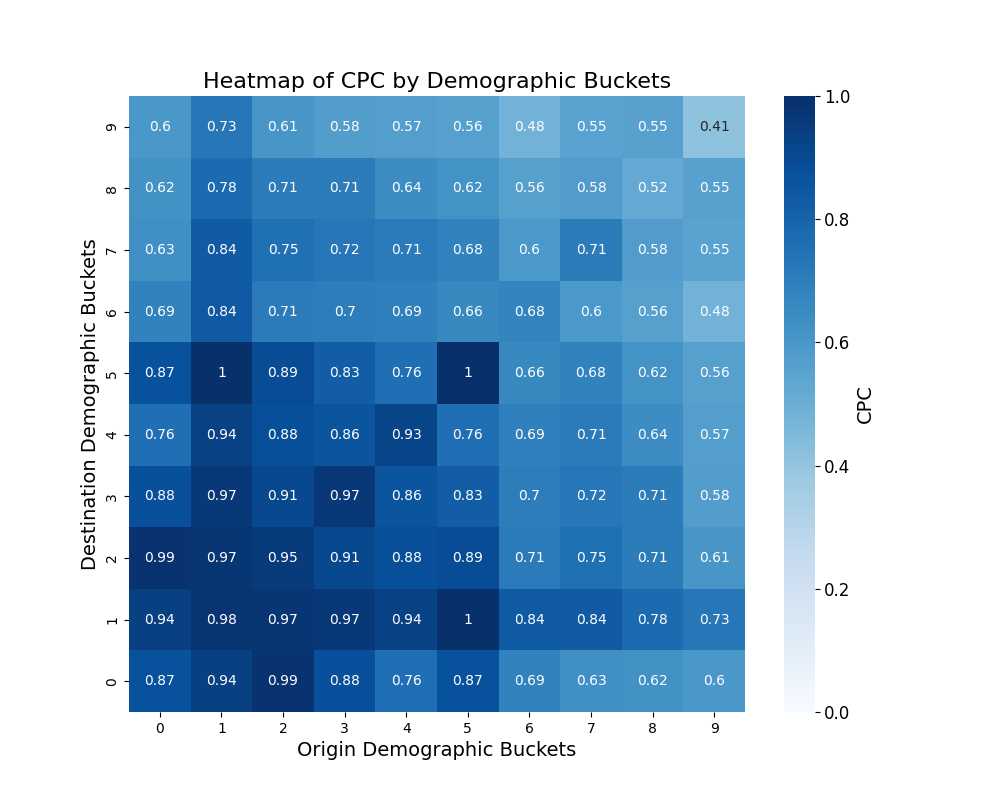 Heatmap of CPC by Demographic Buckets
9 0.6 0.73 0.61 0.58 0.57 0.56 0.48 0.55 0.55 0.41
8 0.62 0.78 0.71 0.71 0.64 0.62 0.56 0.58 0.52 0.55
7 0.63 0.84 0.75 0.72 0.71 0.68 0.6 0.71 0.58 0.55
6 0.69 0.84 0.71 0.7 0.69 0.66 0.68 0.6 0.56 0.48
5 0.87 1 0.89 0.83 0.76 1 0.66 0.68 0.62 0.56
4 0.76 0.94 0.88 0.86 0.93 0.76 0.69 0.71 0.64 0.57
3 0.88 0.97 0.91 0.97 0.86 0.83 0.7 0.72 0.71 0.58
2 0.99 0.97 0.95 0.91 0.88 0.89 0.71 0.75 0.71 0.61
1 0.94 0.98 0.97 0.97 0.94 1 0.84 0.84 0.78 0.73
0 0.87 0.94 0.99 0.88 0.76 0.87 0.69 0.63 0.62 0.6
0 1 2 3 4 5 6 7 8 9
Origin Demographic Buckets
Destination Demographic Buckets
1.0
0.8
0.6
0.4
0.2
0.0
CPC